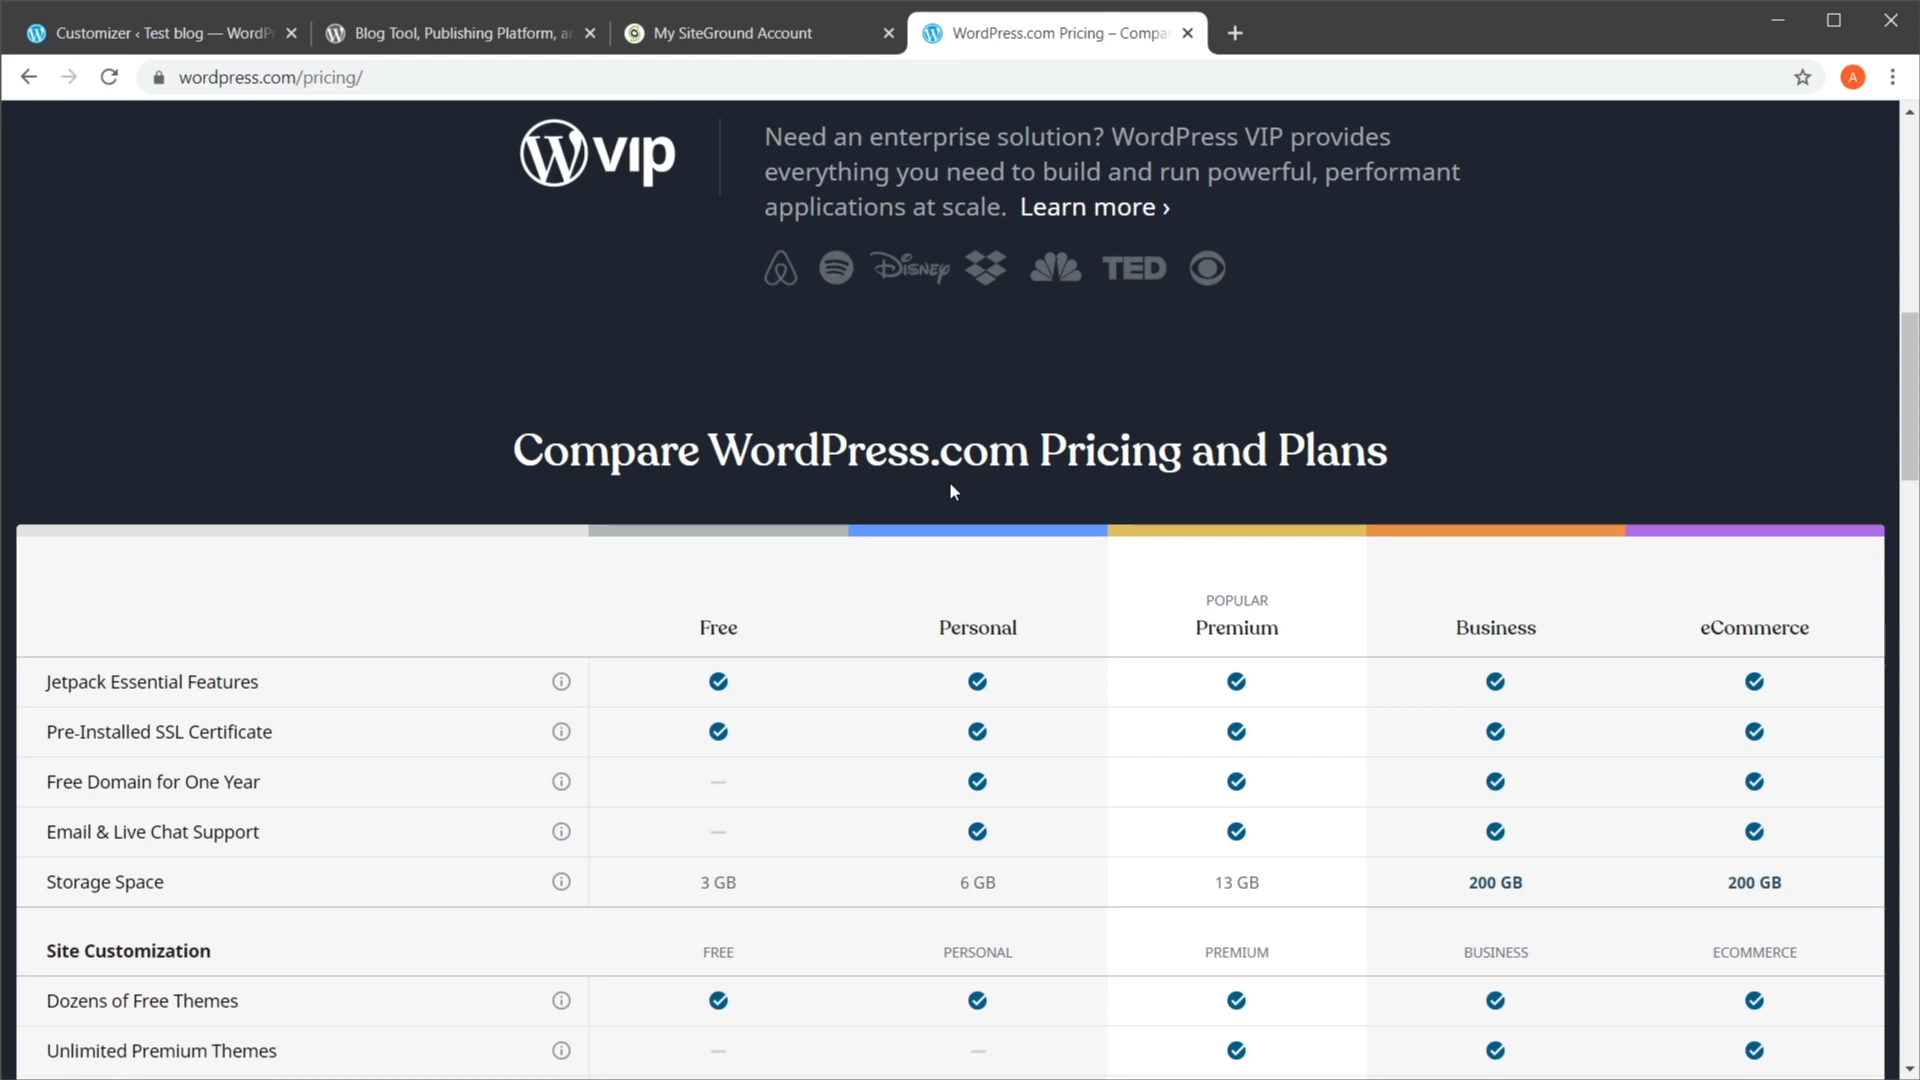 Customizer ‹ Test blog — WordPr
Blog Tool, Publishing Platform, an
My SiteGround Account
WordPress.com Pricing – Compa
wordpress.com/pricing/
A
W vip
Need an enterprise solution? WordPress VIP provides
everything you need to build and run powerful, performant
applications at scale. Learn more ›
Disney TED
Compare WordPress.com Pricing and Plans
POPULAR
Free Personal Premium Business eCommerce
Jetpack Essential Features
Pre-Installed SSL Certificate
Free Domain for One Year
Email & Live Chat Support
Storage Space 3 GB 6 GB 13 GB 200 GB 200 GB
Site Customization FREE PERSONAL PREMIUM BUSINESS ECOMMERCE
Dozens of Free Themes
Unlimited Premium Themes